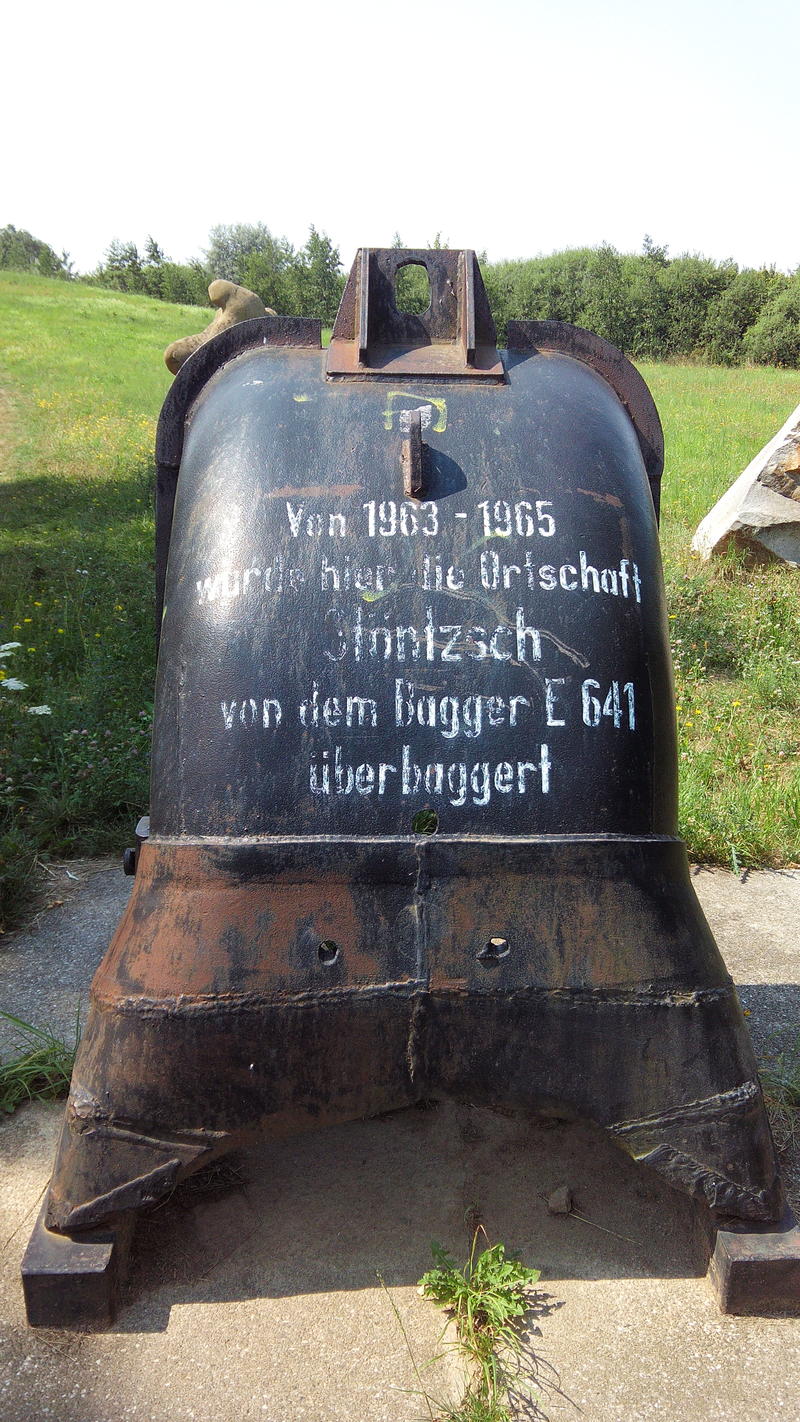 Von 1963 - 1965
wurde hier die Ortschaft
Stöntzsch
von dem Bagger E 641
überbaggert